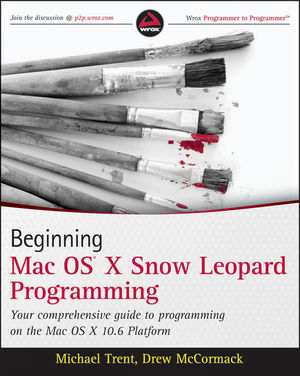 Join the discussion @ p2p.wrox.com
wrox
Wrox Programmer to Programmer™
Beginning
Mac OS® X Snow Leopard
Programming
Your comprehensive guide to programming
on the Mac OS X 10.6 Platform
Michael Trent, Drew McCormack